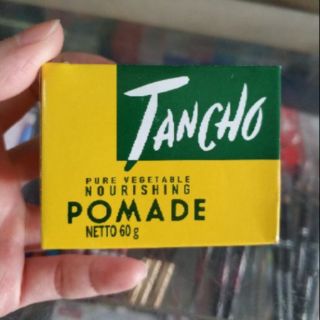 TANCHO
PURE VEGETABLE
NOURISHING
POMADE
NETTO 60 g